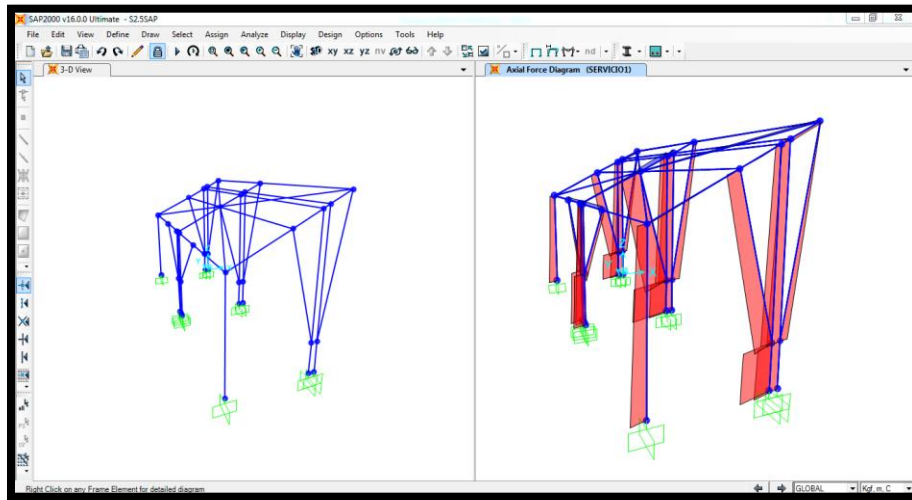 SAP2000 v16.0.0 Ultimate - S2.SSAP
File Edit View Define Draw Select Assign Analyze Display Design Options Tools Help
xy xz yz nv nd
3-D View
Axial Force Diagram (SERVICIO1)
Z
X
Right Click on any Frame Element for detailed diagram
GLOBAL Kgf, m, C